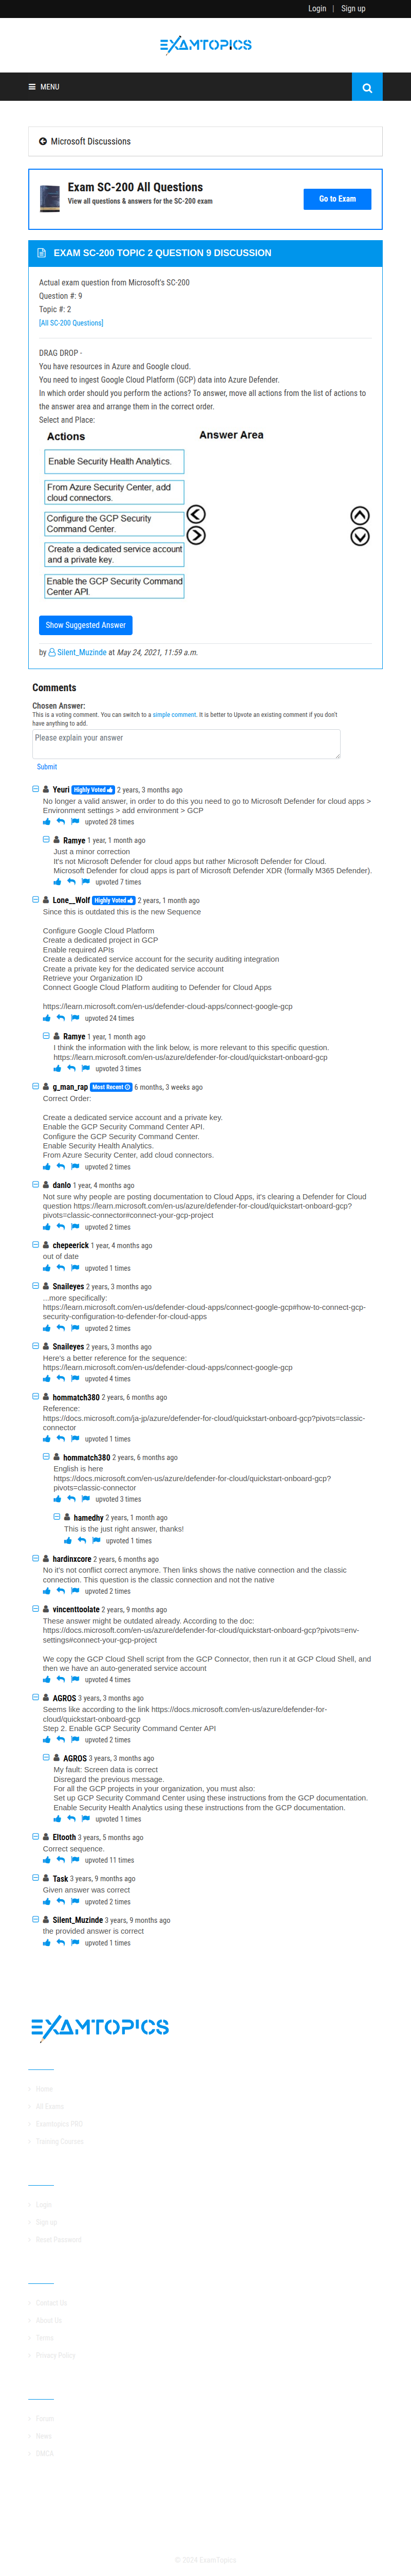 Login | Sign up
EXAMTOPICS
MENU
Microsoft Discussions
Exam SC-200 All Questions
View all questions & answers for the SC-200 exam
Go to Exam
EXAM SC-200 TOPIC 2 QUESTION 9 DISCUSSION
Actual exam question from Microsoft's SC-200
Question #: 9
Topic #: 2
[All SC-200 Questions]
DRAG DROP -
You have resources in Azure and Google cloud.
You need to ingest Google Cloud Platform (GCP) data into Azure Defender.
In which order should you perform the actions? To answer, move all actions from the list of actions to
the answer area and arrange them in the correct order.
Select and Place:
Actions
Answer Area
Enable Security Health Analytics.
From Azure Security Center, add
cloud connectors.
Configure the GCP Security
Command Center.
Create a dedicated service account
and a private key.
Enable the GCP Security Command
Center API.
Show Suggested Answer
by Silent_Muzinde at May 24, 2021, 11:59 a.m.
Comments
Chosen Answer:
This is a voting comment. You can switch to a simple comment. It is better to Upvote an existing comment if you don't
have anything to add.
Please explain your answer
Submit
Yeuri Highly Voted 2 years, 3 months ago
No longer a valid answer, in order to do this you need to go to Microsoft Defender for cloud apps >
Environment settings > add environment > GCP
upvoted 28 times
Ramye 1 year, 1 month ago
Just a minor correction
It's not Microsoft Defender for cloud apps but rather Microsoft Defender for Cloud.
Microsoft Defender for cloud apps is part of Microsoft Defender XDR (formally M365 Defender).
upvoted 7 times
Lone__Wolf Highly Voted 2 years, 1 month ago
Since this is outdated this is the new Sequence
Configure Google Cloud Platform
Create a dedicated project in GCP
Enable required APIs
Create a dedicated service account for the security auditing integration
Create a private key for the dedicated service account
Retrieve your Organization ID
Connect Google Cloud Platform auditing to Defender for Cloud Apps
https://learn.microsoft.com/en-us/defender-cloud-apps/connect-google-gcp
upvoted 24 times
Ramye 1 year, 1 month ago
I think the information with the link below, is more relevant to this specific question.
https://learn.microsoft.com/en-us/azure/defender-for-cloud/quickstart-onboard-gcp
upvoted 3 times
g_man_rap Most Recent 6 months, 3 weeks ago
Correct Order:
Create a dedicated service account and a private key.
Enable the GCP Security Command Center API.
Configure the GCP Security Command Center.
Enable Security Health Analytics.
From Azure Security Center, add cloud connectors.
upvoted 2 times
danlo 1 year, 4 months ago
Not sure why people are posting documentation to Cloud Apps, it's clearing a Defender for Cloud
question https://learn.microsoft.com/en-us/azure/defender-for-cloud/quickstart-onboard-gcp?
pivots=classic-connector#connect-your-gcp-project
upvoted 2 times
chepeerick 1 year, 4 months ago
out of date
upvoted 1 times
Snaileyes 2 years, 3 months ago
...more specifically:
https://learn.microsoft.com/en-us/defender-cloud-apps/connect-google-gcp#how-to-connect-gcp-
security-configuration-to-defender-for-cloud-apps
upvoted 2 times
Snaileyes 2 years, 3 months ago
Here's a better reference for the sequence:
https://learn.microsoft.com/en-us/defender-cloud-apps/connect-google-gcp
upvoted 4 times
hommatch380 2 years, 6 months ago
Reference:
https://docs.microsoft.com/ja-jp/azure/defender-for-cloud/quickstart-onboard-gcp?pivots=classic-
connector
upvoted 1 times
hommatch380 2 years, 6 months ago
English is here
https://docs.microsoft.com/en-us/azure/defender-for-cloud/quickstart-onboard-gcp?
pivots=classic-connector
upvoted 3 times
hamedhy 2 years, 1 month ago
This is the just right answer, thanks!
upvoted 1 times
hardinxcore 2 years, 6 months ago
No it's not conflict correct anymore. Then links shows the native connection and the classic
connection. This question is the classic connection and not the native
upvoted 2 times
vincenttoolate 2 years, 9 months ago
These answer might be outdated already. According to the doc:
https://docs.microsoft.com/en-us/azure/defender-for-cloud/quickstart-onboard-gcp?pivots=env-
settings#connect-your-gcp-project
We copy the GCP Cloud Shell script from the GCP Connector, then run it at GCP Cloud Shell, and
then we have an auto-generated service account
upvoted 4 times
AGROS 3 years, 3 months ago
Seems like according to the link https://docs.microsoft.com/en-us/azure/defender-for-
cloud/quickstart-onboard-gcp
Step 2. Enable GCP Security Command Center API
upvoted 2 times
AGROS 3 years, 3 months ago
My fault: Screen data is correct
Disregard the previous message.
For all the GCP projects in your organization, you must also:
Set up GCP Security Command Center using these instructions from the GCP documentation.
Enable Security Health Analytics using these instructions from the GCP documentation.
upvoted 1 times
Eltooth 3 years, 5 months ago
Correct sequence.
upvoted 11 times
Task 3 years, 9 months ago
Given answer was correct
upvoted 2 times
Silent_Muzinde 3 years, 9 months ago
the provided answer is correct
upvoted 1 times
EXAMTOPICS
Home
All Exams
Examtopics PRO
Training Courses
Login
Sign up
Reset Password
Contact Us
About Us
Terms
Privacy Policy
Forum
News
DMCA
© 2024 ExamTopics